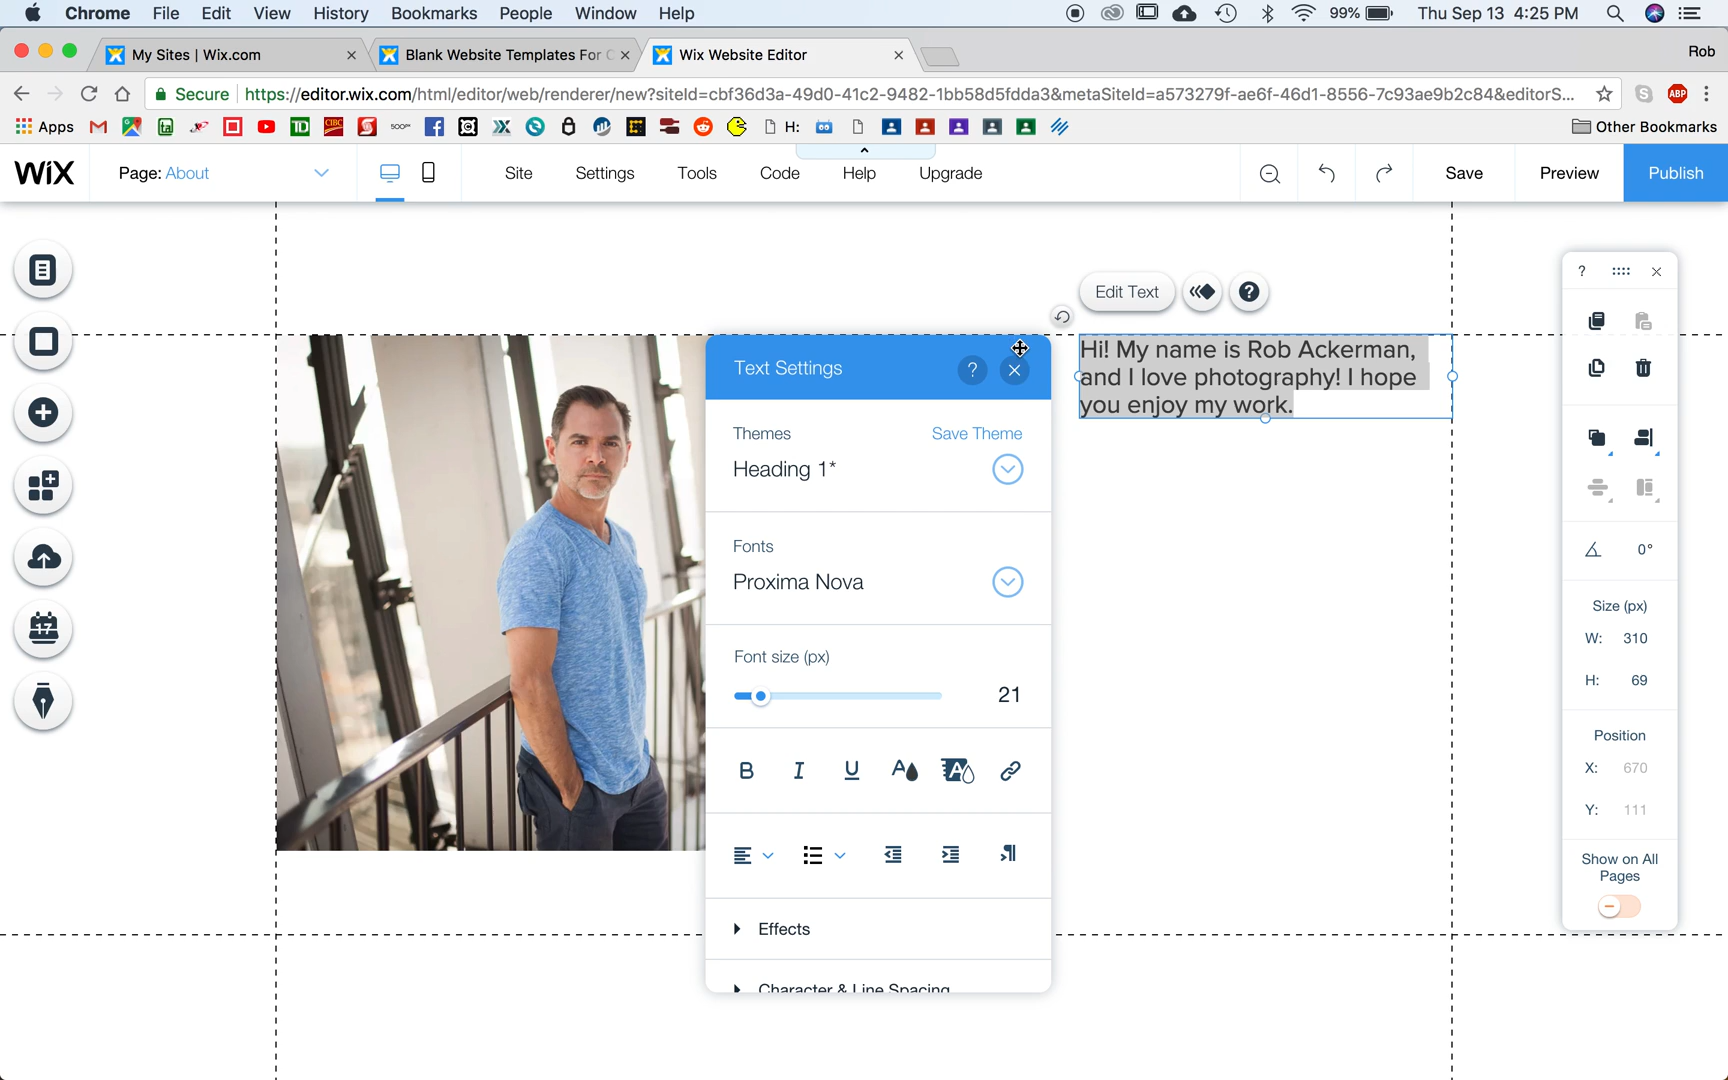 Chrome File Edit View History Bookmarks People Window Help 99% Thu Sep 13 4:25 PM
My Sites | Wix.com Blank Website Templates For Wix Website Editor Rob
Secure https://editor.wix.com/html/editor/web/renderer/new?siteId=cbf36d3a-49d0-41c2-9482-1bb58d5fdda3&metaSiteId=a573279f-ae6f-46d1-8556-7c93ae9b2c84&editorS... ABP
Apps TD CIBC 500px H: Other Bookmarks
WiX Page: About Site Settings Tools Code Help Upgrade Save Preview Publish
?
Edit Text ?
Hi! My name is Rob Ackerman,
and I love photography! I hope
you enjoy my work.
Text Settings ?
Themes Save Theme
Heading 1*
Fonts
Proxima Nova
Font size (px)
21
B I U A A
Effects
Character & Line Spacing
17
0°
Size (px)
W: 310
H: 69
Position
X: 670
Y: 111
Show on All
Pages